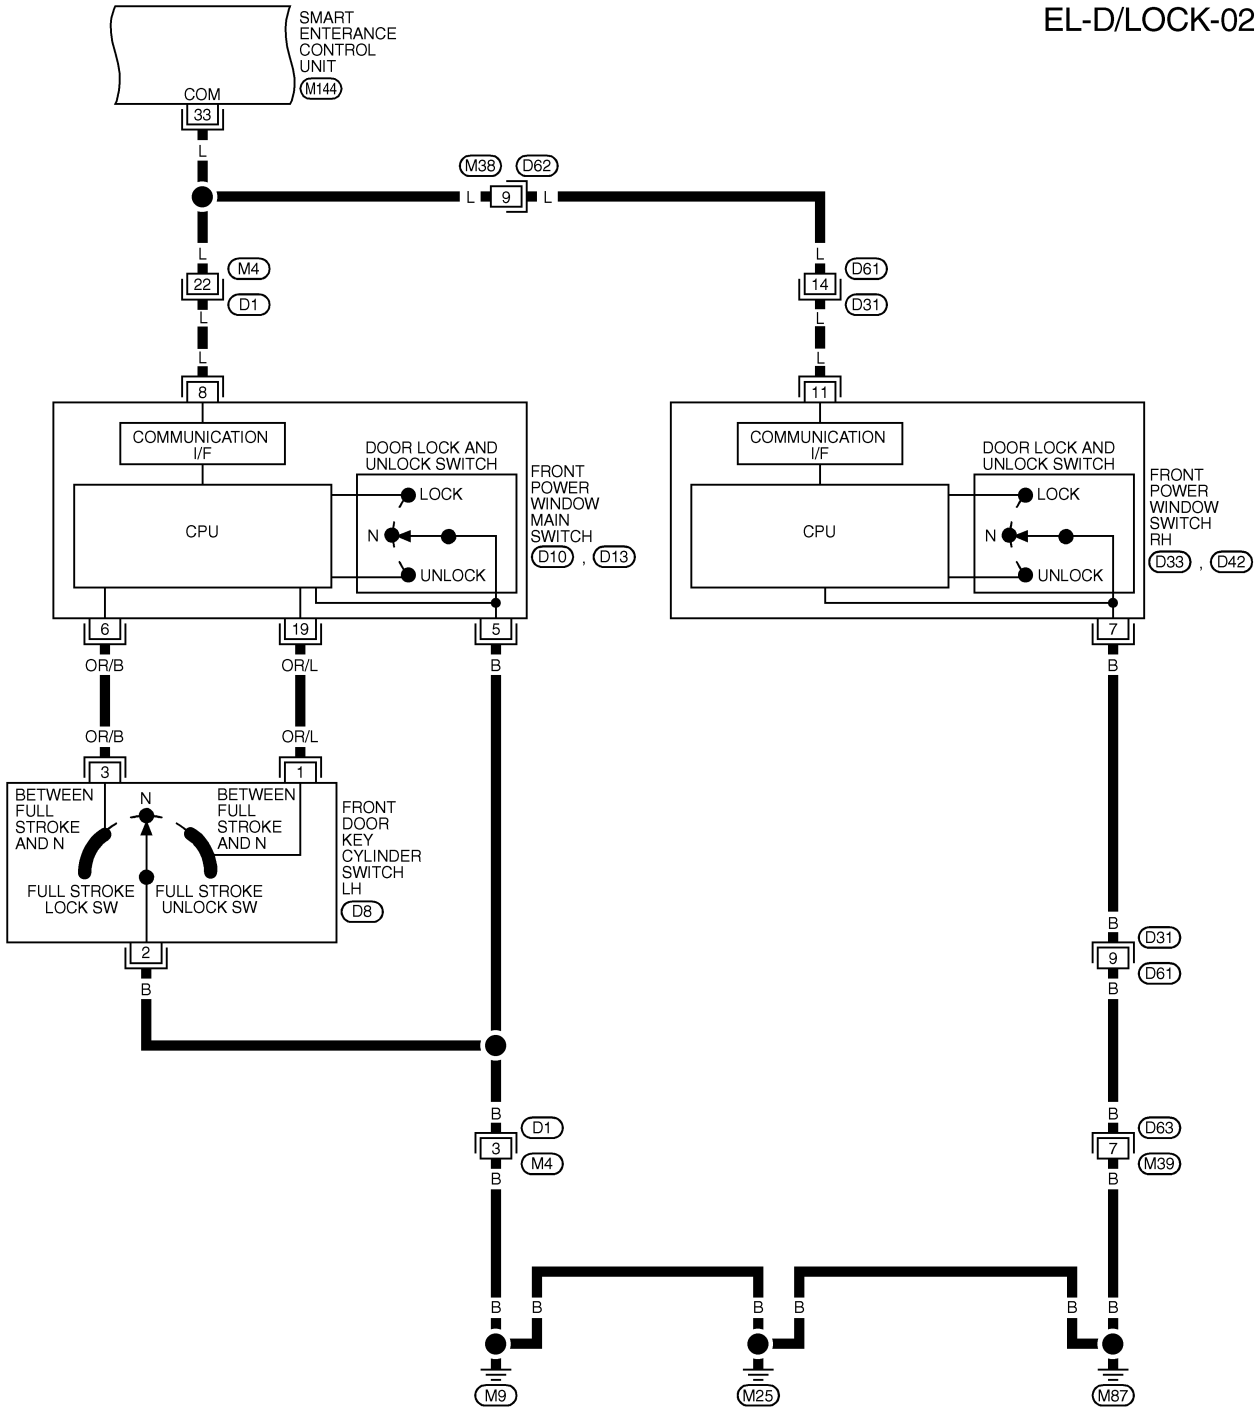 EL-D/LOCK-02
SMART
ENTERANCE
CONTROL
UNIT
M144
COM
33
L
M38 D62
L 9 L
L
M4
22
D1
L
L
L
D61
14
D31
L
L
8
COMMUNICATION
I/F
CPU
DOOR LOCK AND
UNLOCK SWITCH
LOCK
N
UNLOCK
FRONT
POWER
WINDOW
MAIN
SWITCH
D10 , D13
11
COMMUNICATION
I/F
CPU
DOOR LOCK AND
UNLOCK SWITCH
LOCK
N
UNLOCK
FRONT
POWER
WINDOW
SWITCH
RH
D33 , D42
6 19 5
7
OR/B OR/L B
B
OR/B OR/L
3 1
BETWEEN
FULL
STROKE
AND N
N
BETWEEN
FULL
STROKE
AND N
FULL STROKE
LOCK SW
FULL STROKE
UNLOCK SW
FRONT
DOOR
KEY
CYLINDER
SWITCH
LH
D8
2
B
B
D31
9
D61
B
B
D1
3
M4
B
B
D63
7
M39
B
B B B B B B
M9 M25 M87